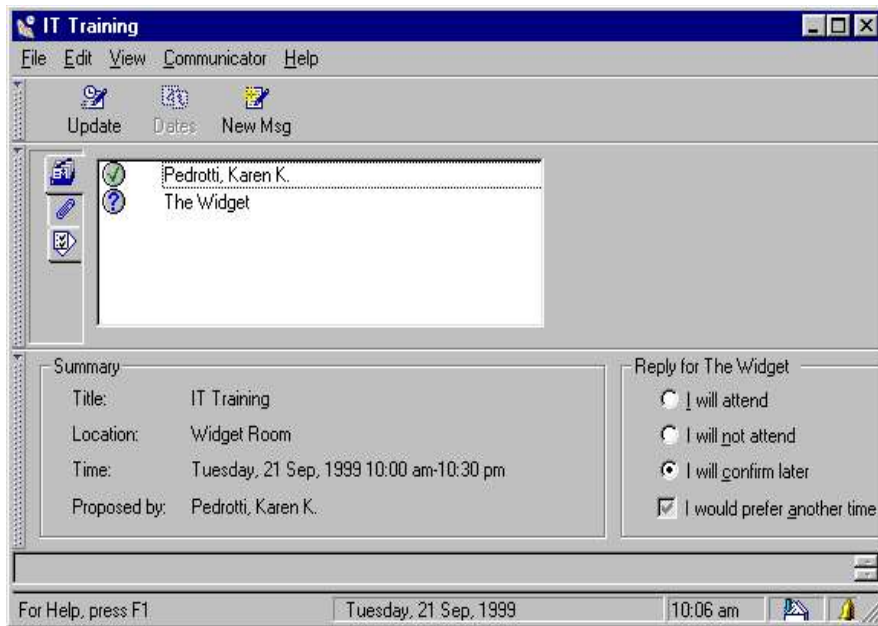 IT Training
File Edit View Communicator Help
Update Dates New Msg
Pedrotti, Karen K.
The Widget
Summary
Title: IT Training
Location: Widget Room
Time: Tuesday, 21 Sep, 1999 10:00 am-10:30 pm
Proposed by: Pedrotti, Karen K.
Reply for The Widget
I will attend
I will not attend
I will confirm later
I would prefer another time
For Help, press F1 Tuesday, 21 Sep, 1999 10:06 am